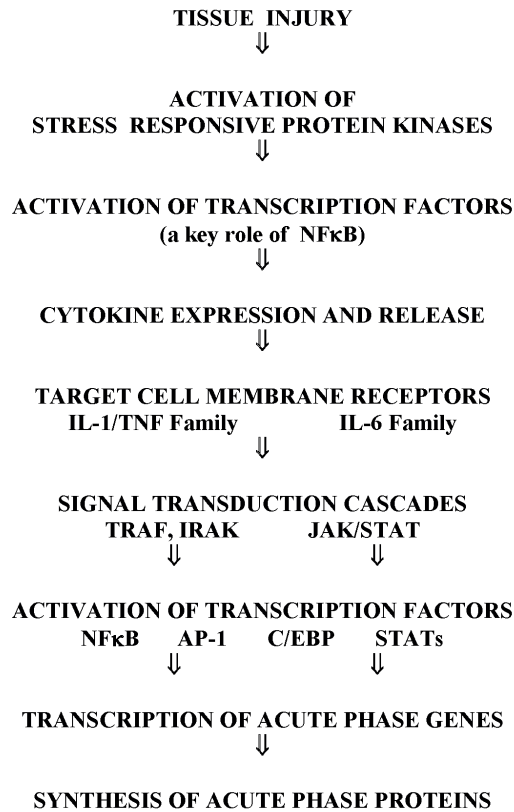 TISSUE INJURY
⇓
ACTIVATION OF
STRESS RESPONSIVE PROTEIN KINASES
⇓
ACTIVATION OF TRANSCRIPTION FACTORS
(a key role of NFκB)
⇓
CYTOKINE EXPRESSION AND RELEASE
⇓
TARGET CELL MEMBRANE RECEPTORS
IL-1/TNF Family IL-6 Family
⇓
SIGNAL TRANSDUCTION CASCADES
TRAF, IRAK JAK/STAT
⇓ ⇓
ACTIVATION OF TRANSCRIPTION FACTORS
NFκB AP-1 C/EBP STATs
⇓ ⇓
TRANSCRIPTION OF ACUTE PHASE GENES
⇓
SYNTHESIS OF ACUTE PHASE PROTEINS